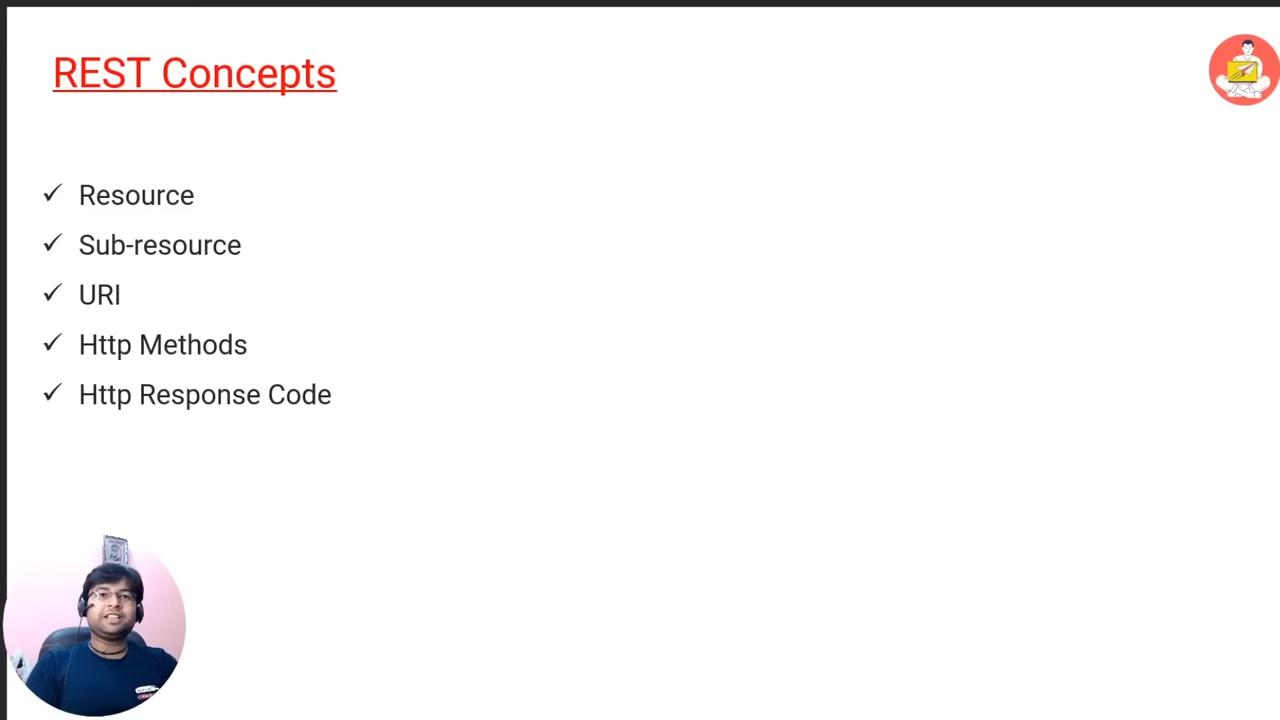 REST Concepts
✓ Resource
✓ Sub-resource
✓ URI
✓ Http Methods
✓ Http Response Code